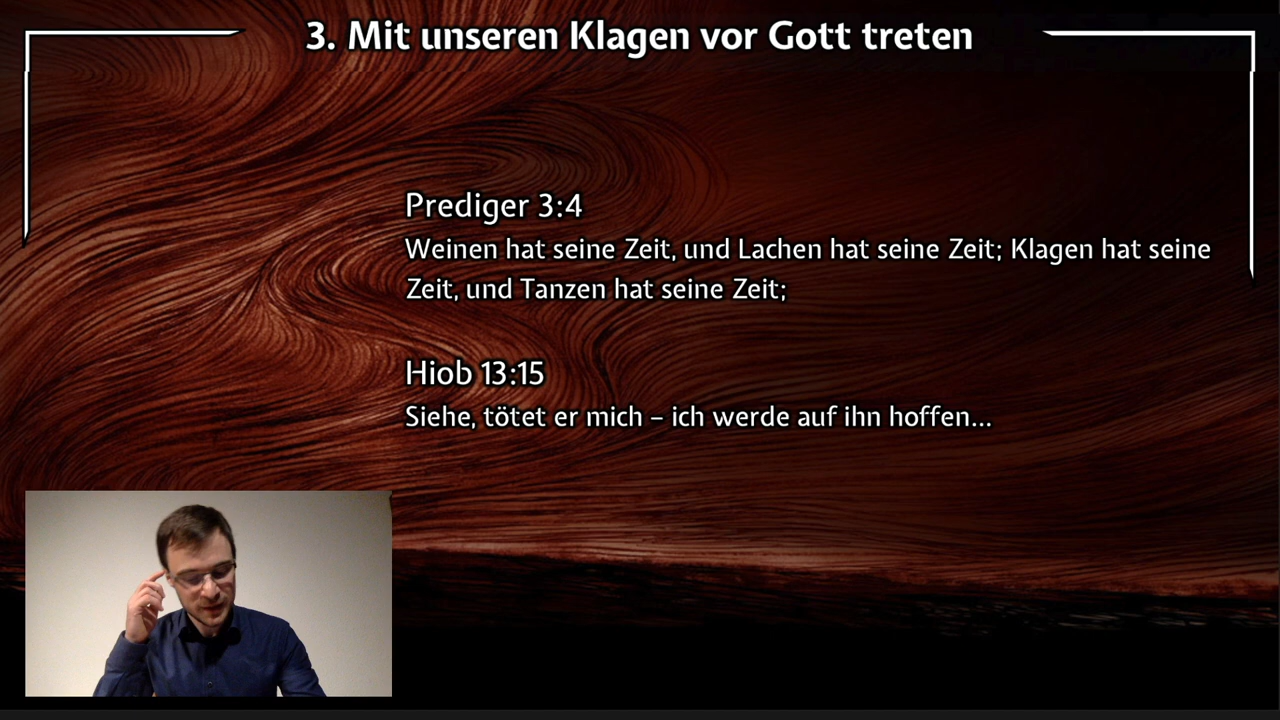 3. Mit unseren Klagen vor Gott treten
Prediger 3:4
Weinen hat seine Zeit, und Lachen hat seine Zeit; Klagen hat seine
Zeit, und Tanzen hat seine Zeit;
Hiob 13:15
Siehe, tötet er mich – ich werde auf ihn hoffen...